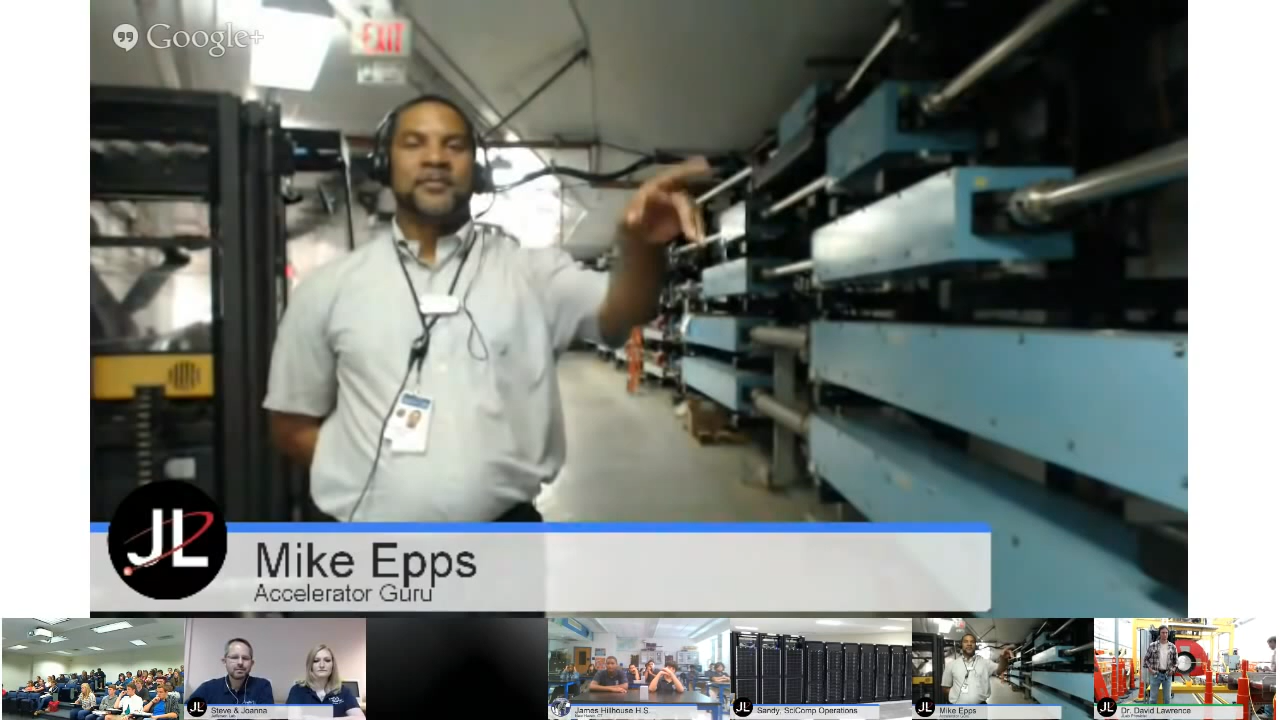 Google+
EXIT
JL
Mike Epps
Accelerator Guru
JL
Steve & Joanna
James Hillhouse H.S.
JL
Sandy, SciComp Operations
JL
Mike Epps
JL
Dr. David Lawrence